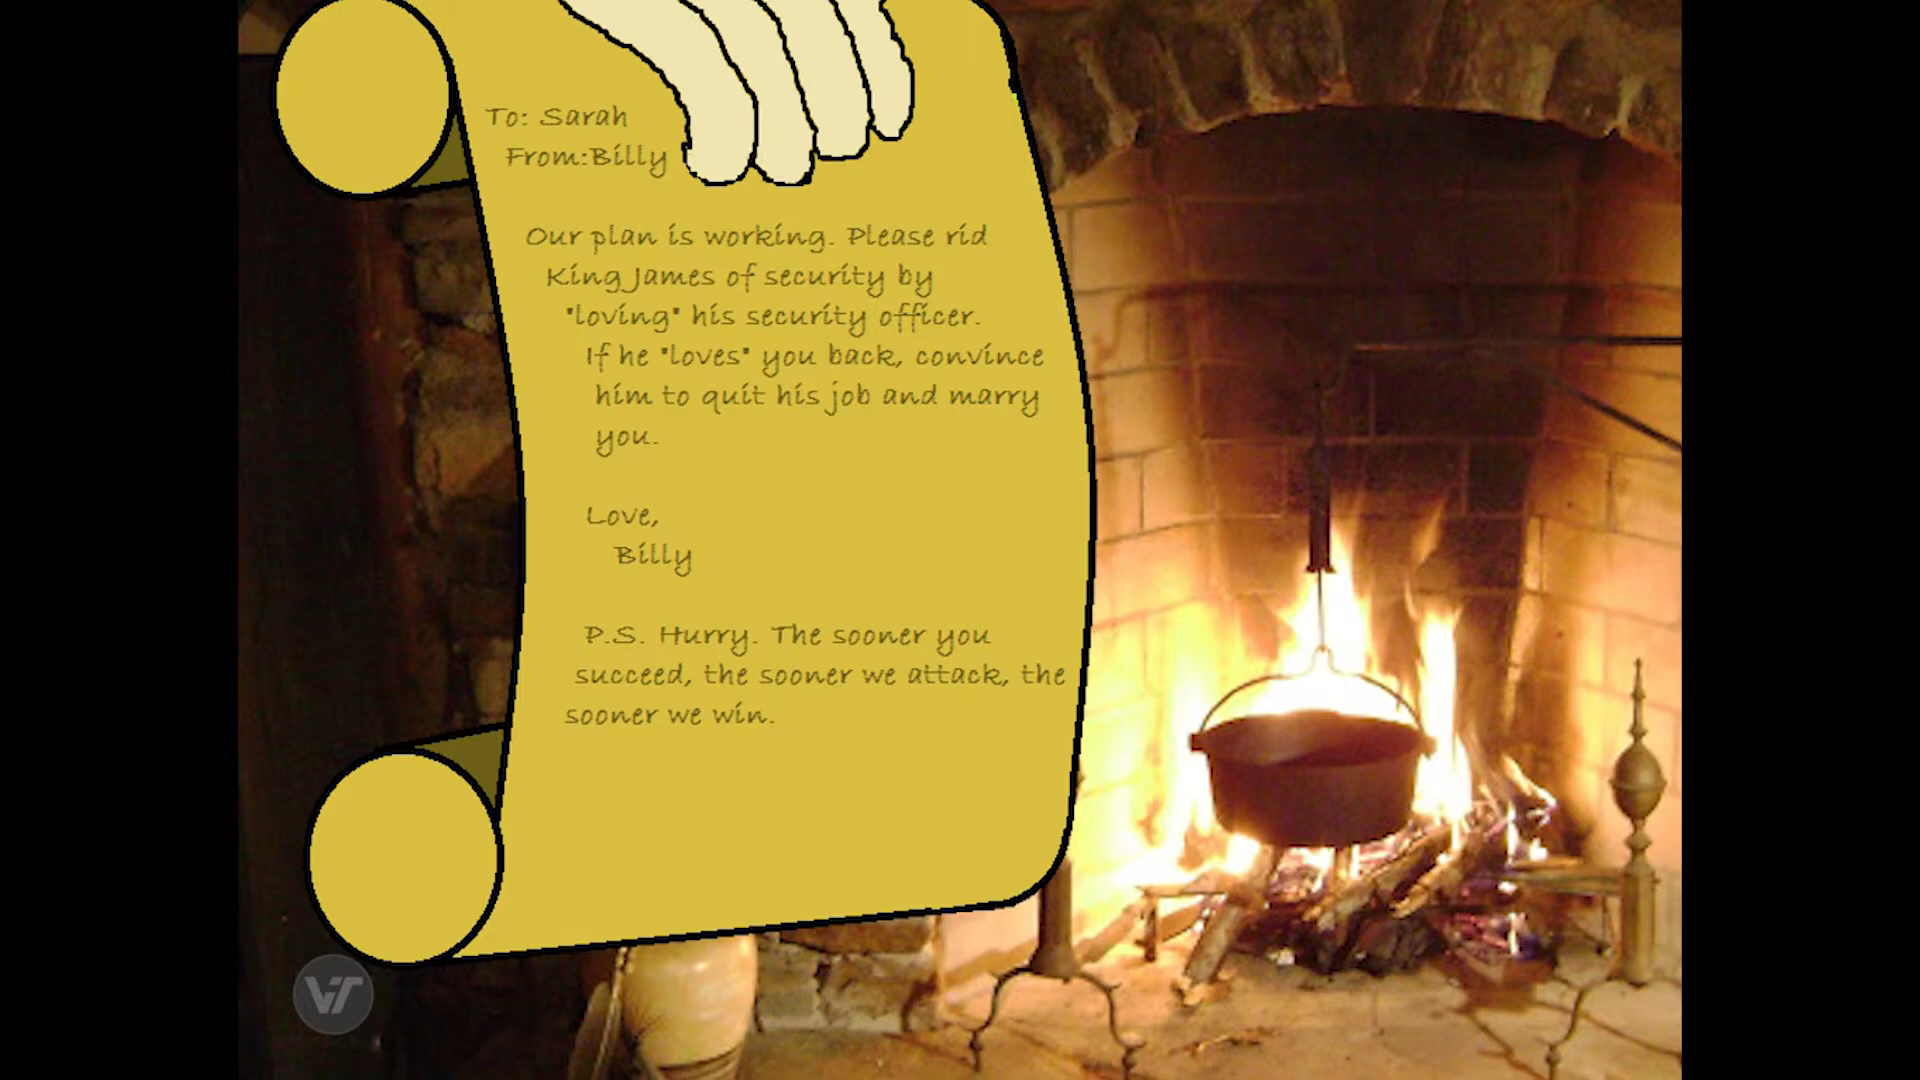 To: Sarah
From:Billy
Our plan is working. Please rid
King James of security by
"loving" his security officer.
If he "loves" you back, convince
him to quit his job and marry
you.
Love,
Billy
P.S. Hurry. The sooner you
succeed, the sooner we attack, the
sooner we win.
VT